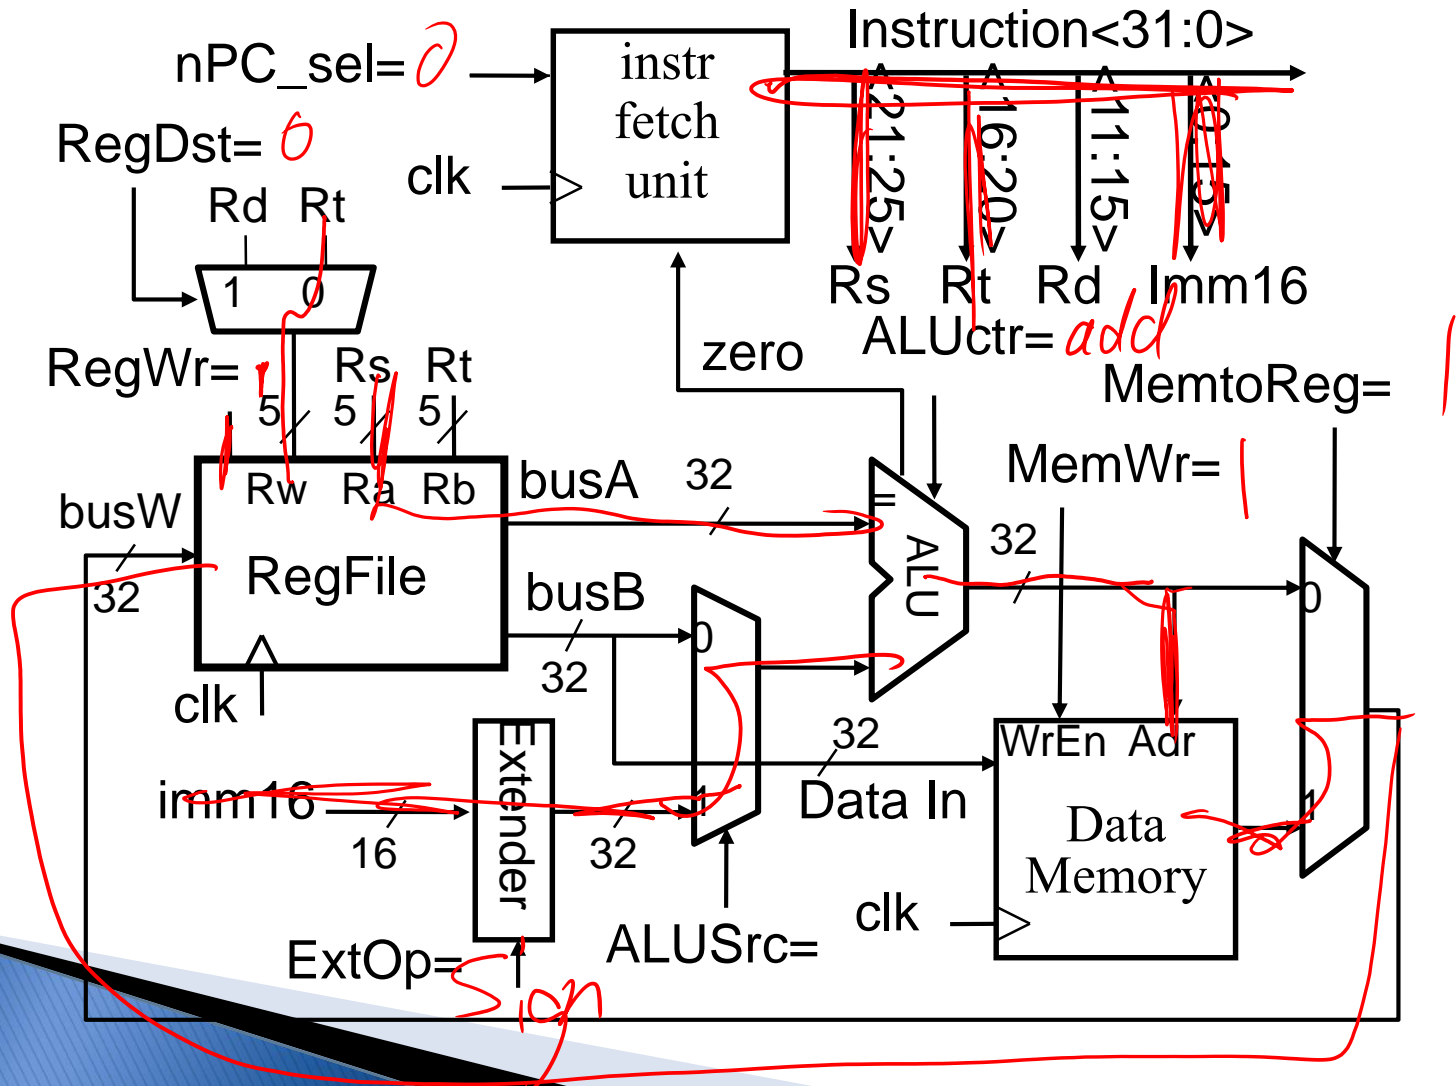 Instruction<31:0>
nPC_sel= 0
instr
fetch
unit
RegDst= 0
clk
<21:25>
<16:20>
<11:15>
<0:15>
Rd Rt
1 0
Rs Rt Rd Imm16
ALUctr= add
zero
RegWr= 1
Rs Rt
MemtoReg= 1
5 5 5
MemWr= 1
busW
Rw Ra Rb
busA
32
=
32
RegFile
ALU
32
0
busB
0
32
clk
32
WrEn Adr
Extender
imm16
16
32
1
Data In
Data
Memory
1
clk
ExtOp= Sign
ALUSrc=